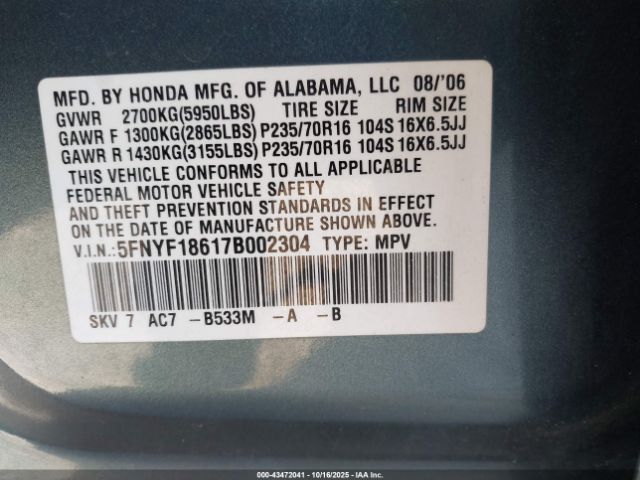 MFD. BY HONDA MFG. OF ALABAMA, LLC 08/'06
GVWR 2700KG(5950LBS) TIRE SIZE RIM SIZE
GAWR F 1300KG(2865LBS) P235/70R16 104S 16X6.5JJ
GAWR R 1430KG(3155LBS) P235/70R16 104S 16X6.5JJ
THIS VEHICLE CONFORMS TO ALL APPLICABLE
FEDERAL MOTOR VEHICLE SAFETY
AND THEFT PREVENTION STANDARDS IN EFFECT
ON THE DATE OF MANUFACTURE SHOWN ABOVE.
V.I.N.:5FNYF18617B002304 TYPE: MPV
SKV 7 AC7 -B533M -A -B
000-43472041 | 10/16/2025 | IAA Inc.